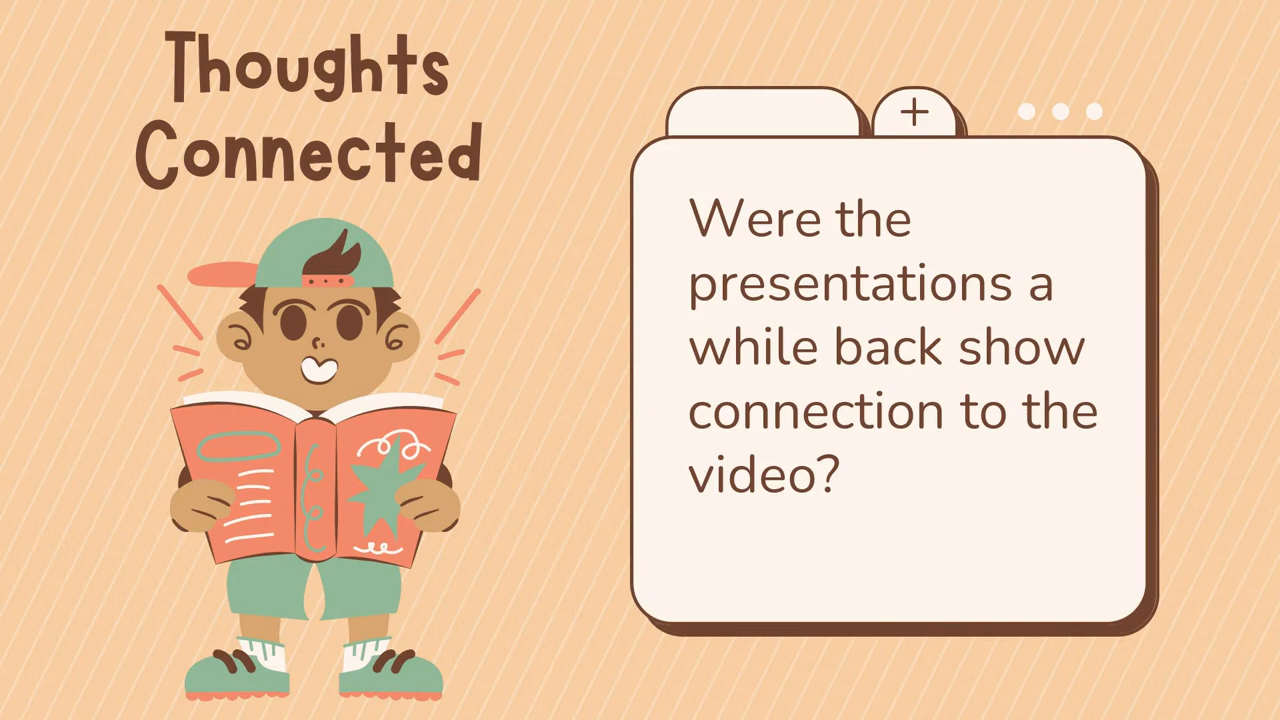 Thoughts
Connected
+
Were the
presentations a
while back show
connection to the
video?